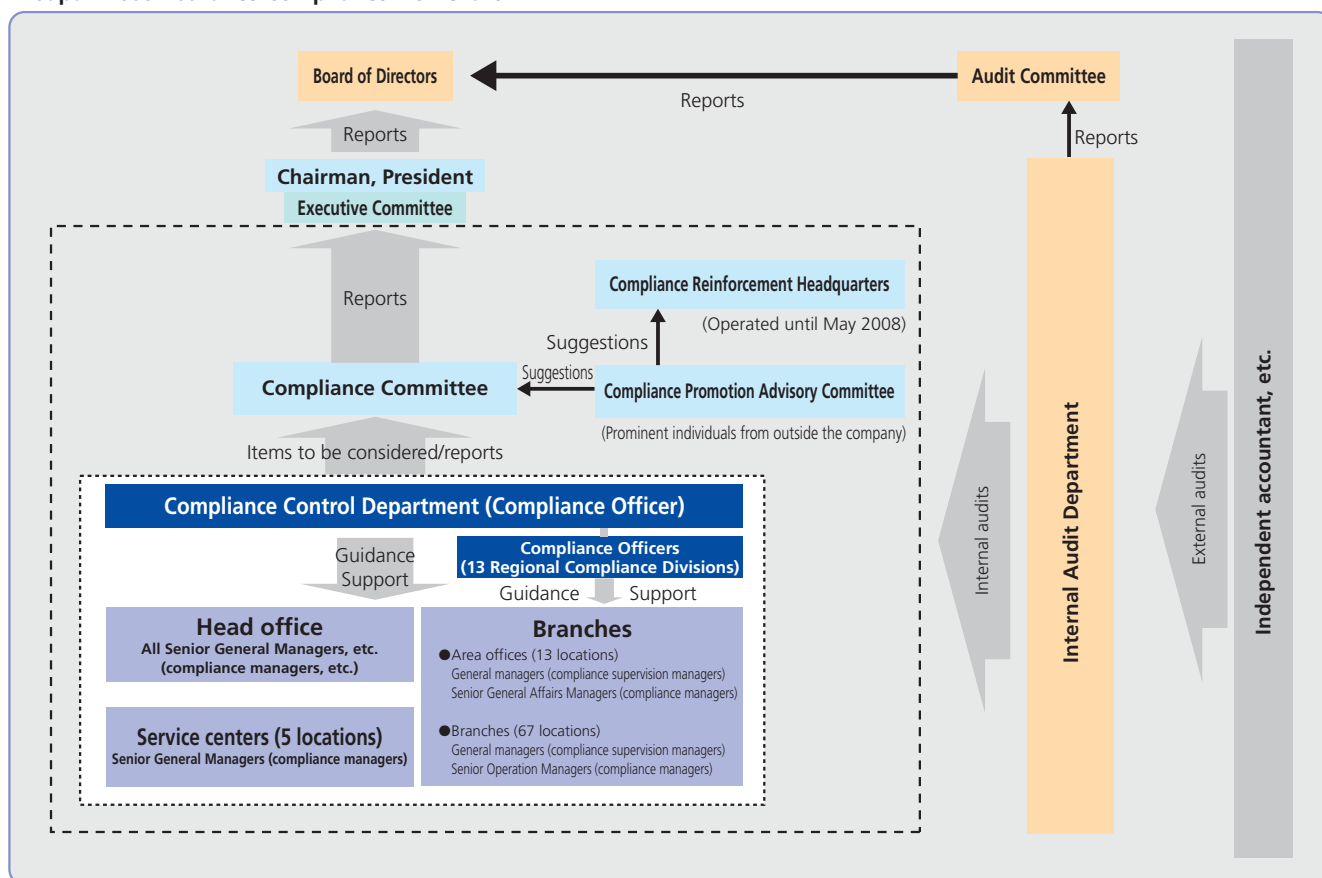 Board of Directors
Audit Committee
Reports
Reports
Reports
Chairman, President
Executive Committee
Compliance Reinforcement Headquarters
(Operated until May 2008)
Reports
Suggestions
Suggestions
Compliance Committee
Compliance Promotion Advisory Committee
(Prominent individuals from outside the company)
Items to be considered/reports
Compliance Control Department (Compliance Officer)
Guidance
Support
Compliance Officers
(13 Regional Compliance Divisions)
Guidance Support
Head office
All Senior General Managers, etc.
(compliance managers, etc.)
Service centers (5 locations)
Senior General Managers (compliance managers)
Branches
●Area offices (13 locations)
General managers (compliance supervision managers)
Senior General Affairs Managers (compliance managers)
●Branches (67 locations)
General managers (compliance supervision managers)
Senior Operation Managers (compliance managers)
Internal audits
Internal Audit Department
External audits
Independent accountant, etc.